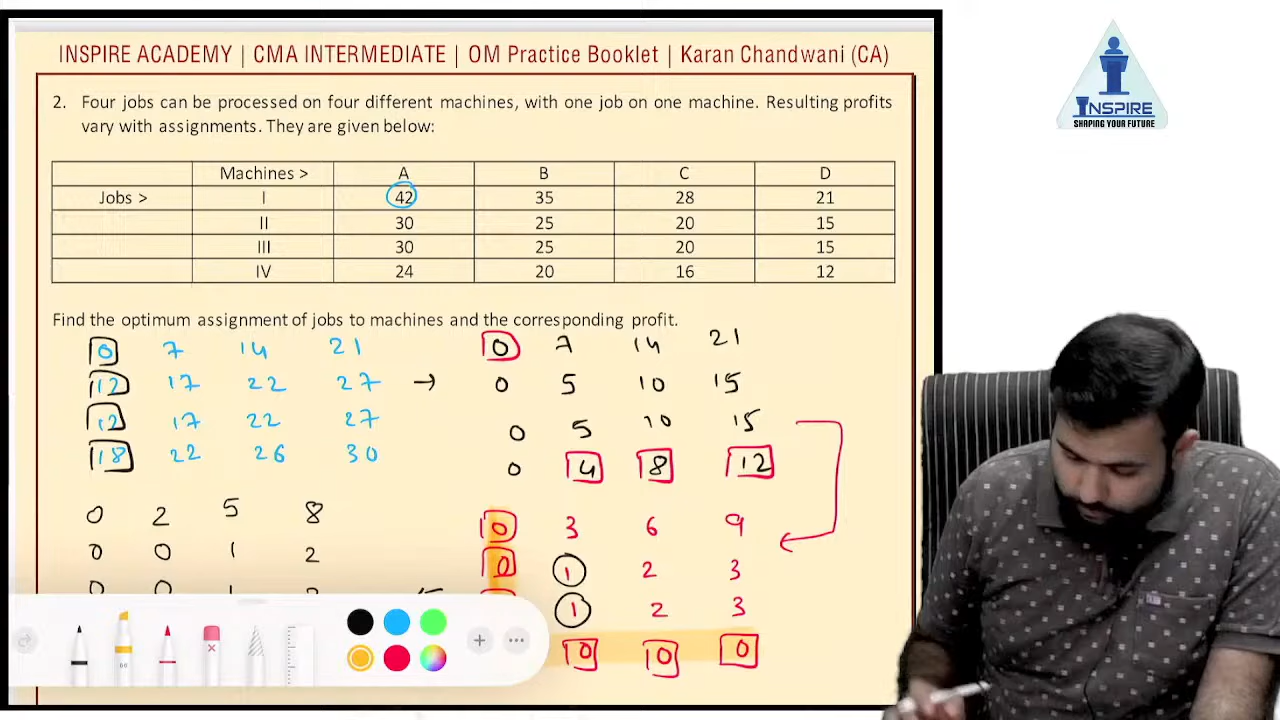 INSPIRE ACADEMY | CMA INTERMEDIATE | OM Practice Booklet | Karan Chandwani (CA)
INSPIRE
SHAPING YOUR FUTURE
2. Four jobs can be processed on four different machines, with one job on one machine. Resulting profits
vary with assignments. They are given below:
Machines > A B C D
Jobs > I 42 35 28 21
II 30 25 20 15
III 30 25 20 15
IV 24 20 16 12
Find the optimum assignment of jobs to machines and the corresponding profit.
0 7 14 21
12 17 22 27
12 17 22 27
18 22 26 30
0 7 14 21
0 5 10 15
0 5 10 15
0 4 8 12
0 2 5 8
0 0 1 2
0 0 1
0 3 6 9
0 1 2 3
1 2 3
0 0 0